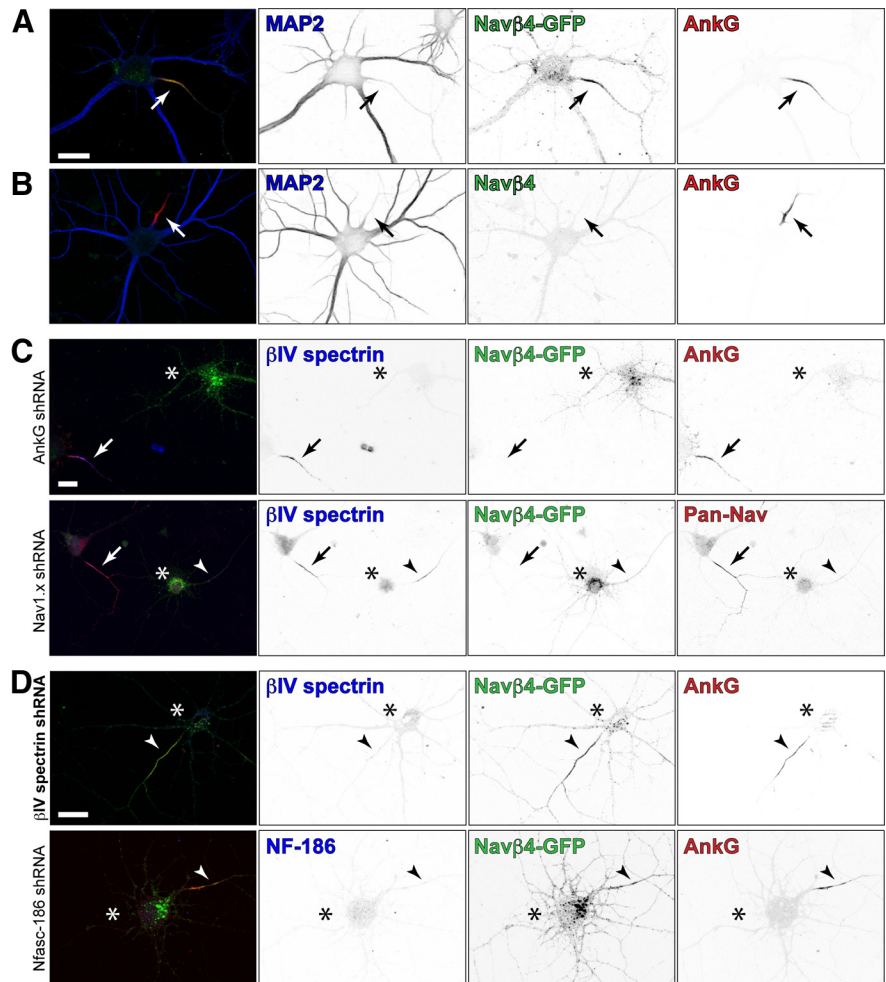 A
MAP2
Navβ4-GFP
AnkG
B
MAP2
Navβ4
AnkG
C
AnkG shRNA
βIV spectrin
Navβ4-GFP
AnkG
*
*
*
Nav1.x shRNA
βIV spectrin
Navβ4-GFP
Pan-Nav
*
*
*
*
D
βIV spectrin shRNA
βIV spectrin
Navβ4-GFP
AnkG
*
*
*
*
Nfasc-186 shRNA
NF-186
Navβ4-GFP
AnkG
*
*
*
*